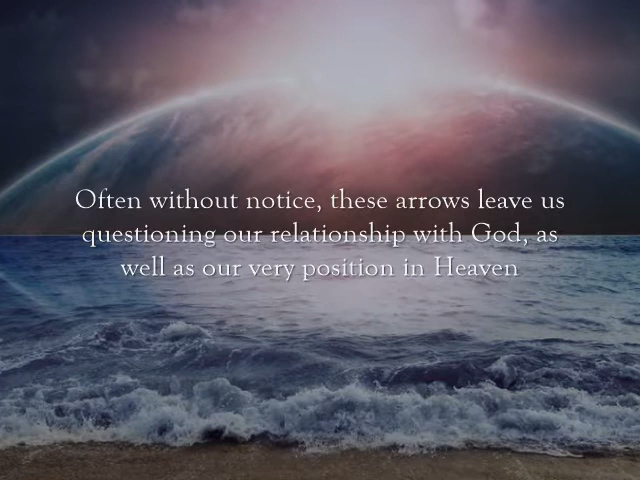 Often without notice, these arrows leave us
questioning our relationship with God, as
well as our very position in Heaven